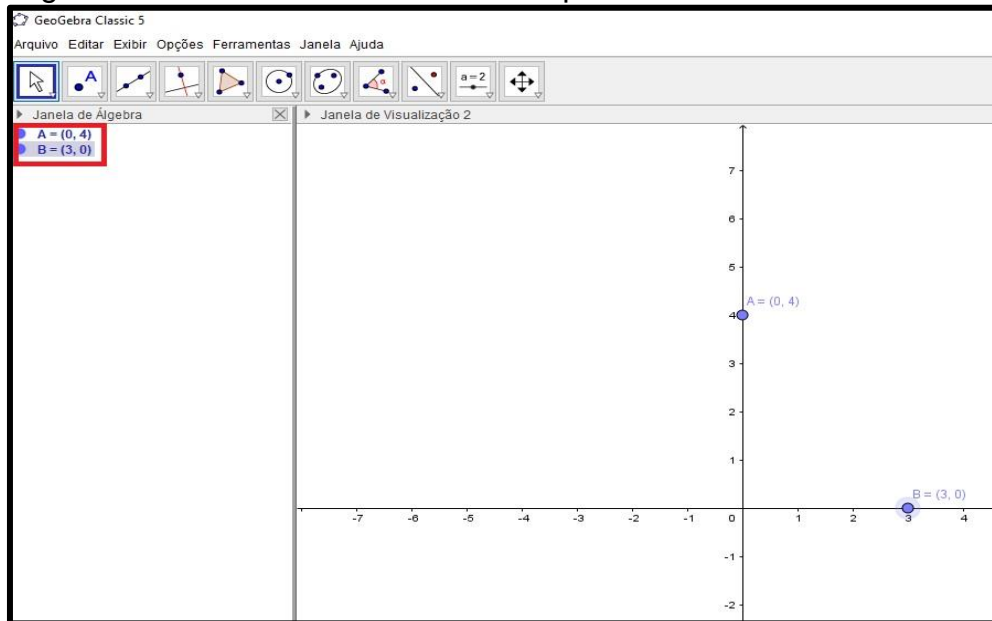 GeoGebra Classic 5
Arquivo Editar Exibir Opções Ferramentas Janela Ajuda
A
a = 2
Janela de Álgebra
Janela de Visualização 2
A = (0, 4)
B = (3, 0)
7
6
5
A = (0, 4)
4
3
2
1
B = (3, 0)
-7 -6 -5 -4 -3 -2 -1 0 1 2 3 4
-1
-2